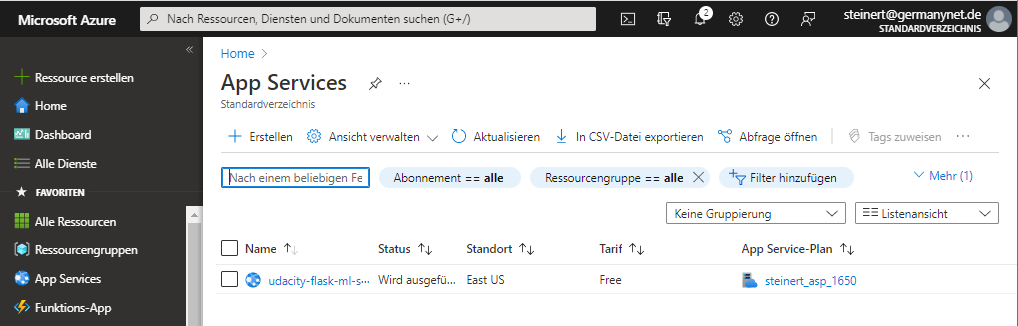 Microsoft Azure
Nach Ressourcen, Diensten und Dokumenten suchen (G+/)
2
steinert@germanynet.de
STANDARDVERZEICHNIS
Ressource erstellen
Home
Dashboard
Alle Dienste
FAVORITEN
Alle Ressourcen
Ressourcengruppen
App Services
Funktions-App
Home
App Services
Standardverzeichnis
Erstellen Ansicht verwalten Aktualisieren In CSV-Datei exportieren Abfrage öffnen Tags zuweisen
Nach einem beliebigen Fe Abonnement == alle Ressourcengruppe == alle Filter hinzufügen Mehr (1)
Keine Gruppierung Listenansicht
Name Status Standort Tarif App Service-Plan
udacity-flask-ml-s··· Wird ausgefü... East US Free steinert_asp_1650